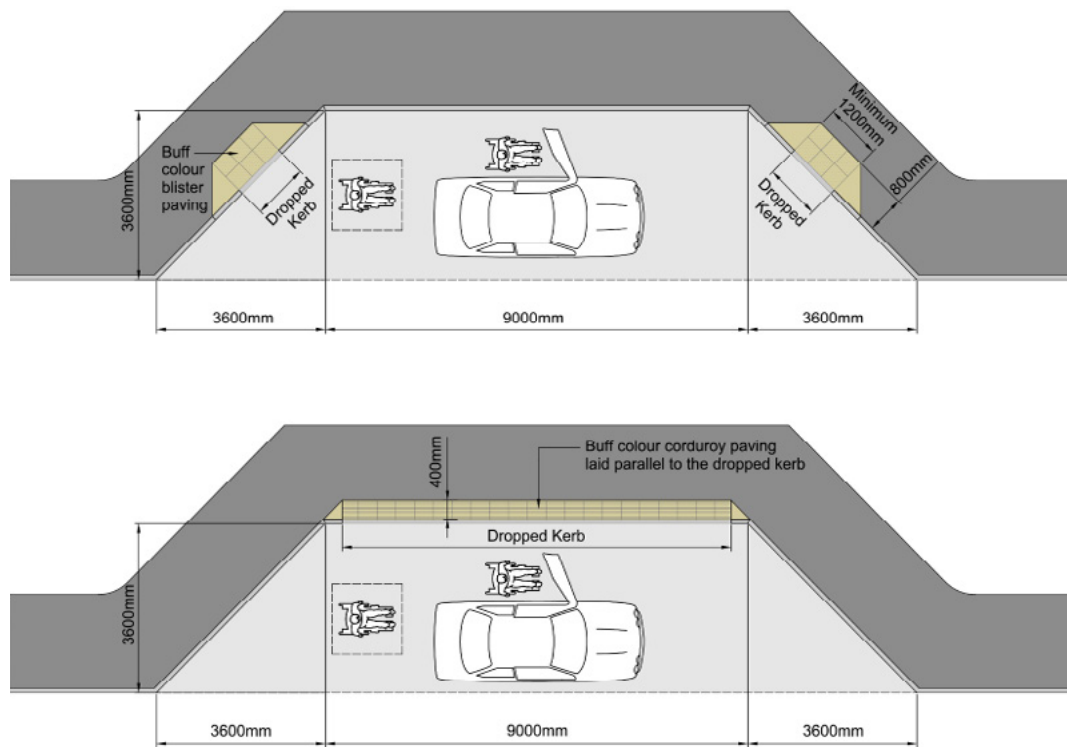 Buff
colour
blister
paving
Dropped
Kerb
3600mm
Minimum
1200mm
800mm
Dropped
Kerb
3600mm
9000mm
3600mm
Buff colour corduroy paving
laid parallel to the dropped kerb
400mm
Dropped Kerb
3600mm
3600mm
9000mm
3600mm